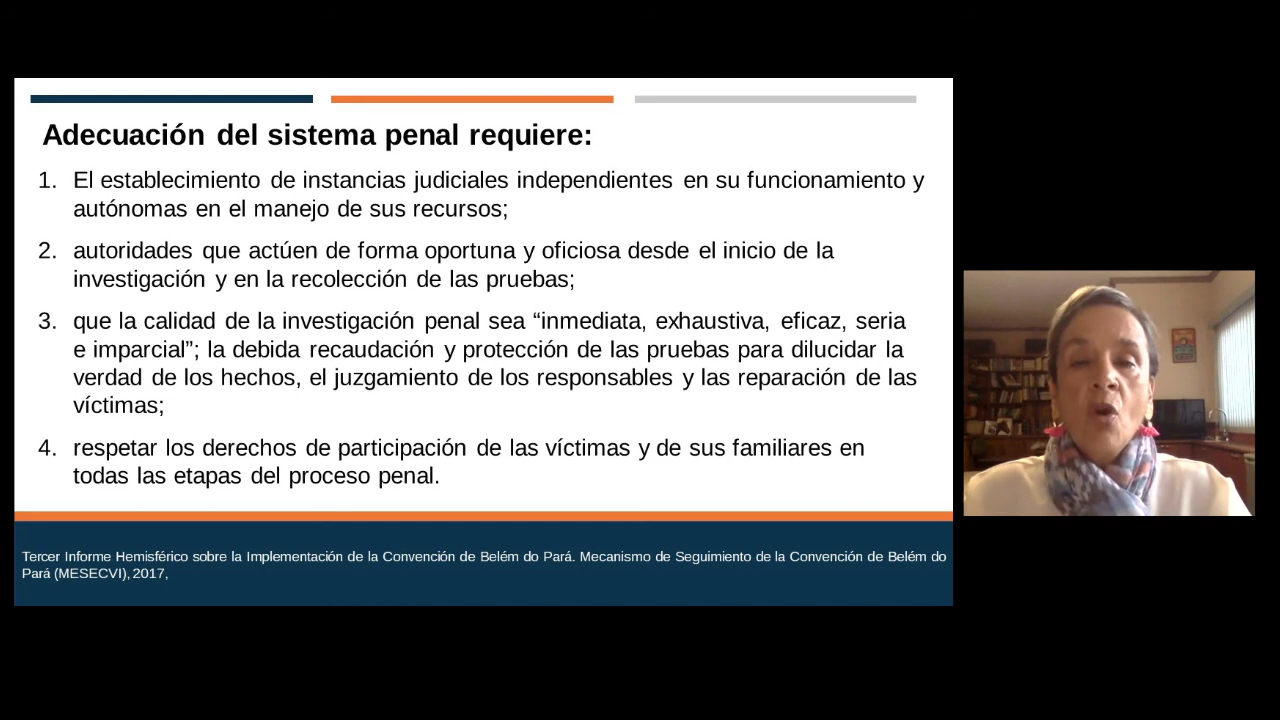 Adecuación del sistema penal requiere:
1. El establecimiento de instancias judiciales independientes en su funcionamiento y
autónomas en el manejo de sus recursos;
2. autoridades que actúen de forma oportuna y oficiosa desde el inicio de la
investigación y en la recolección de las pruebas;
3. que la calidad de la investigación penal sea “inmediata, exhaustiva, eficaz, seria
e imparcial”; la debida recaudación y protección de las pruebas para dilucidar la
verdad de los hechos, el juzgamiento de los responsables y las reparación de las
víctimas;
4. respetar los derechos de participación de las víctimas y de sus familiares en
todas las etapas del proceso penal.
Tercer Informe Hemisférico sobre la Implementación de la Convención de Belém do Pará. Mecanismo de Seguimiento de la Convención de Belém do
Pará (MESECVI), 2017,